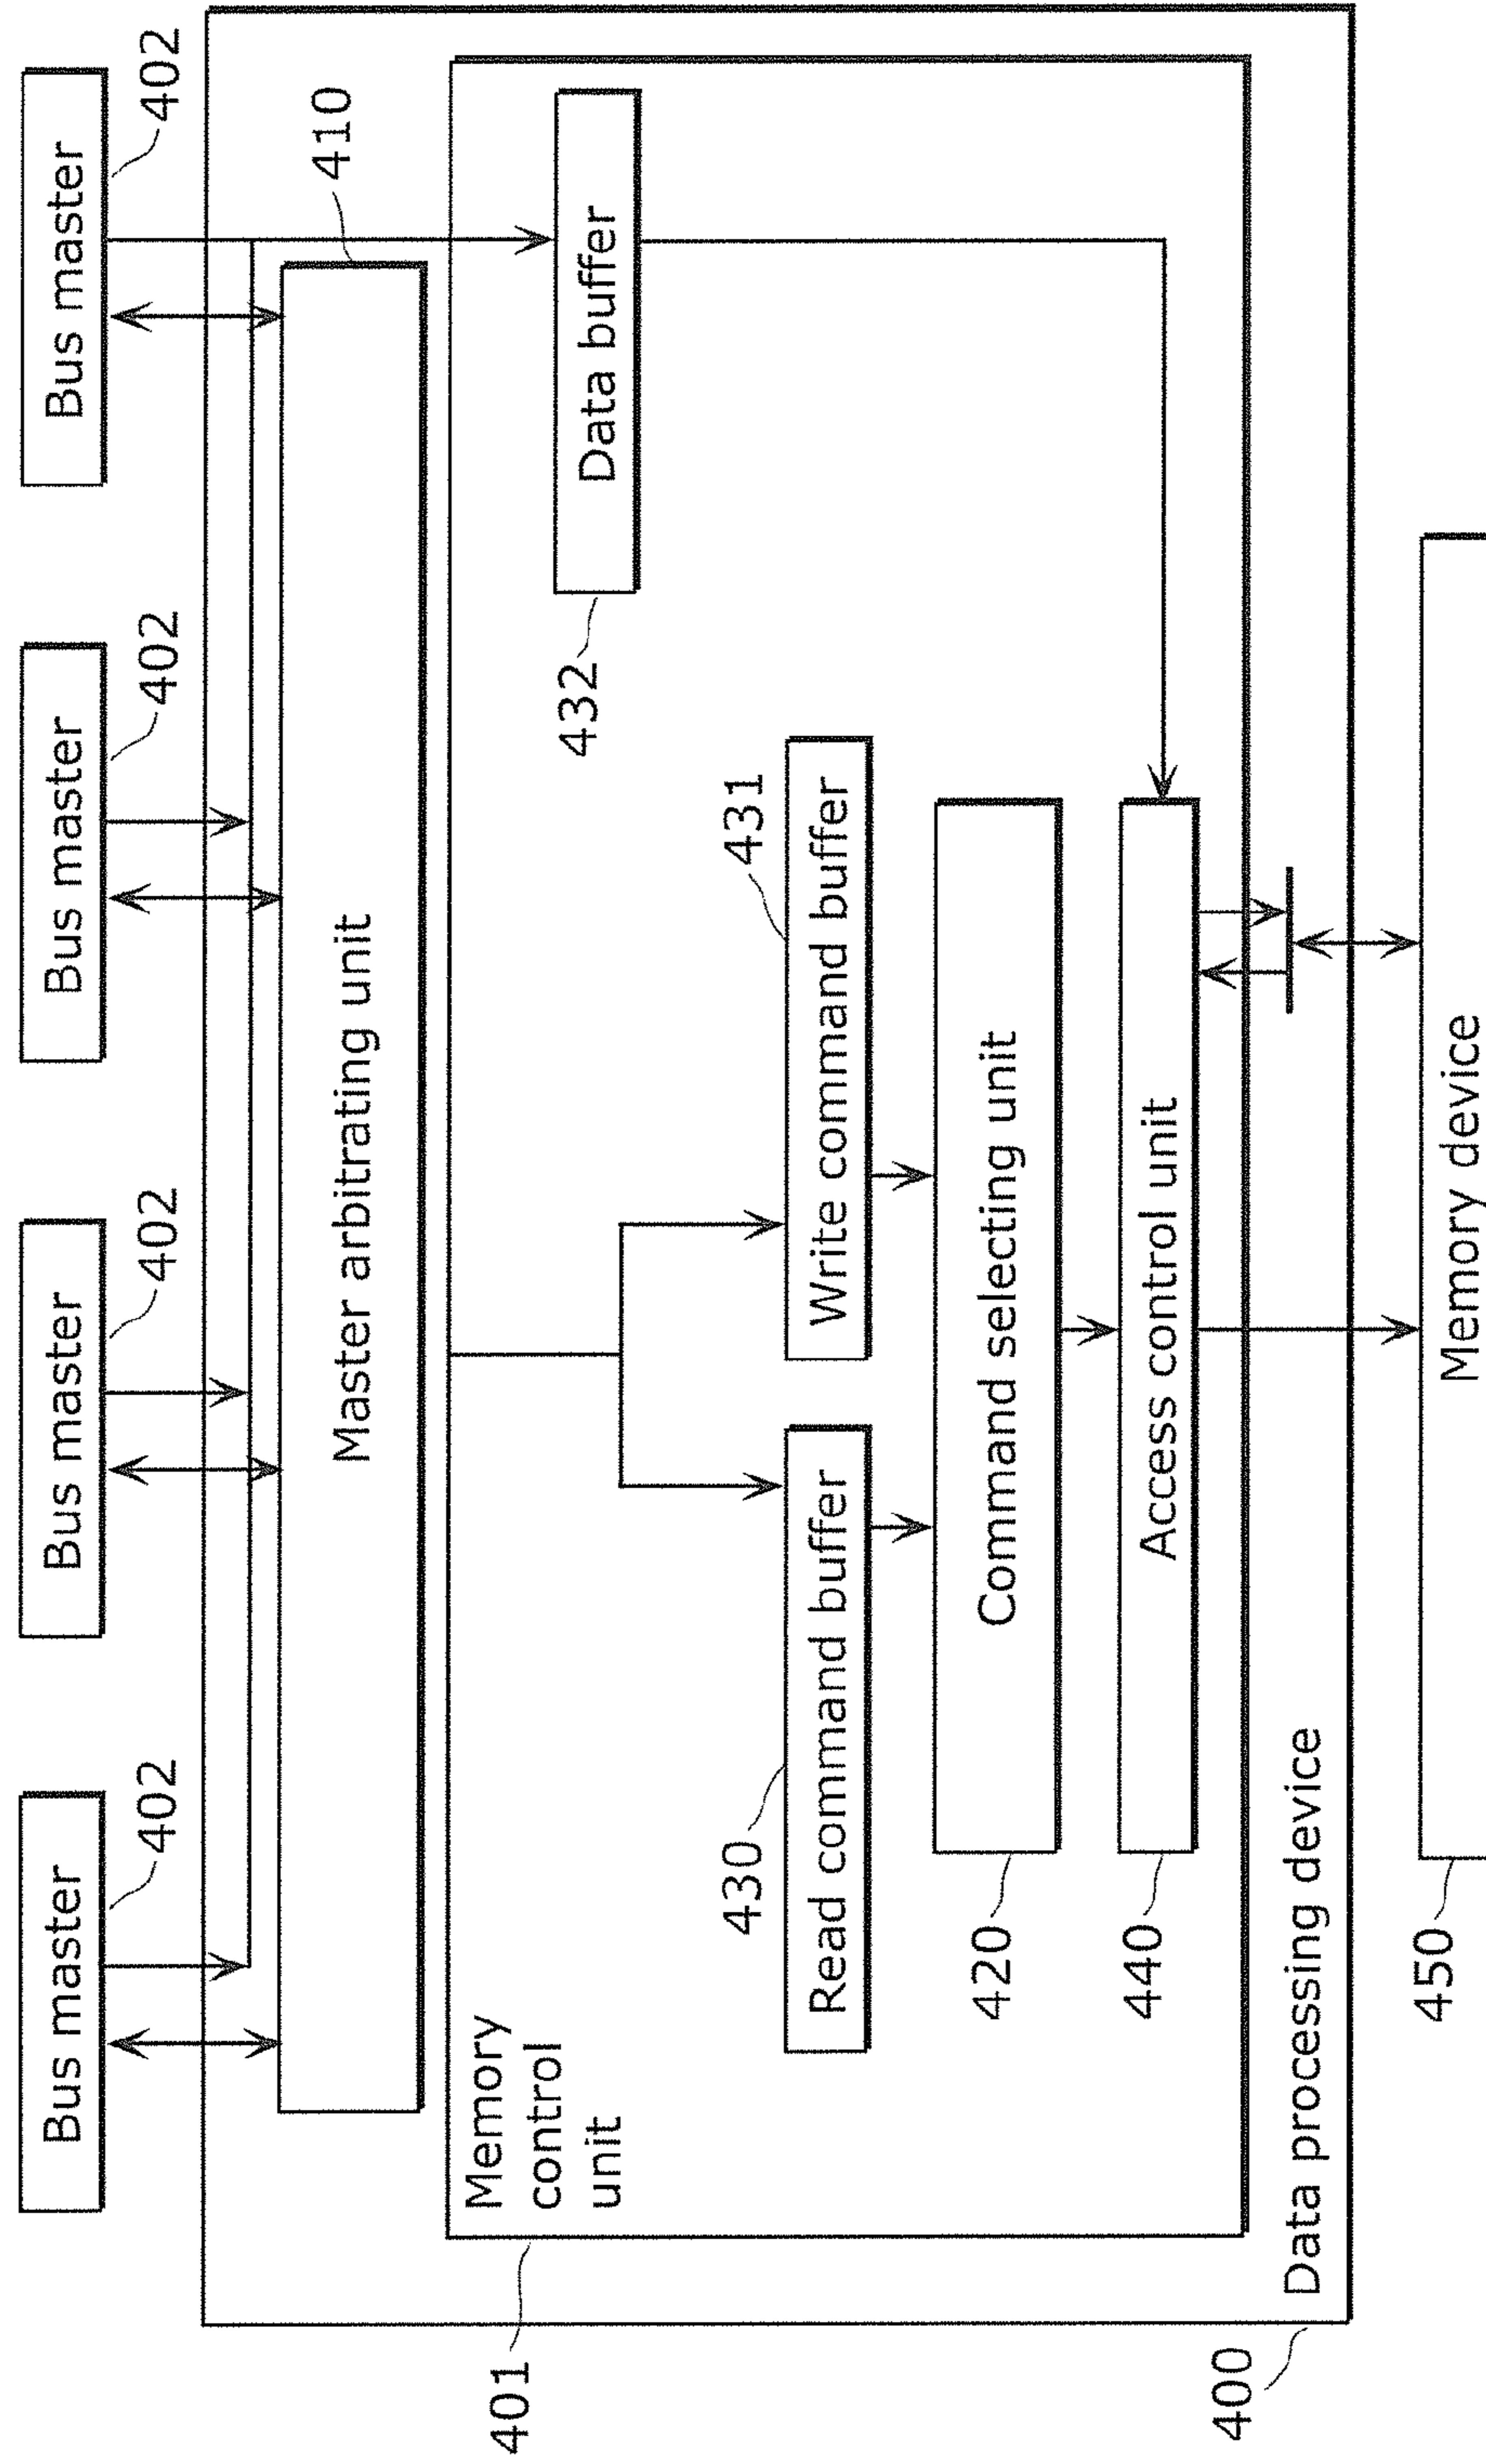 Bus master
Bus master
Bus master
Bus master
402
402
402
402
410
Master arbitrating unit
Memory
control
unit
401
Data buffer
432
430
431
Read command buffer
Write command buffer
Command selecting unit
420
Access control unit
440
Data processing device
400
Memory device
450